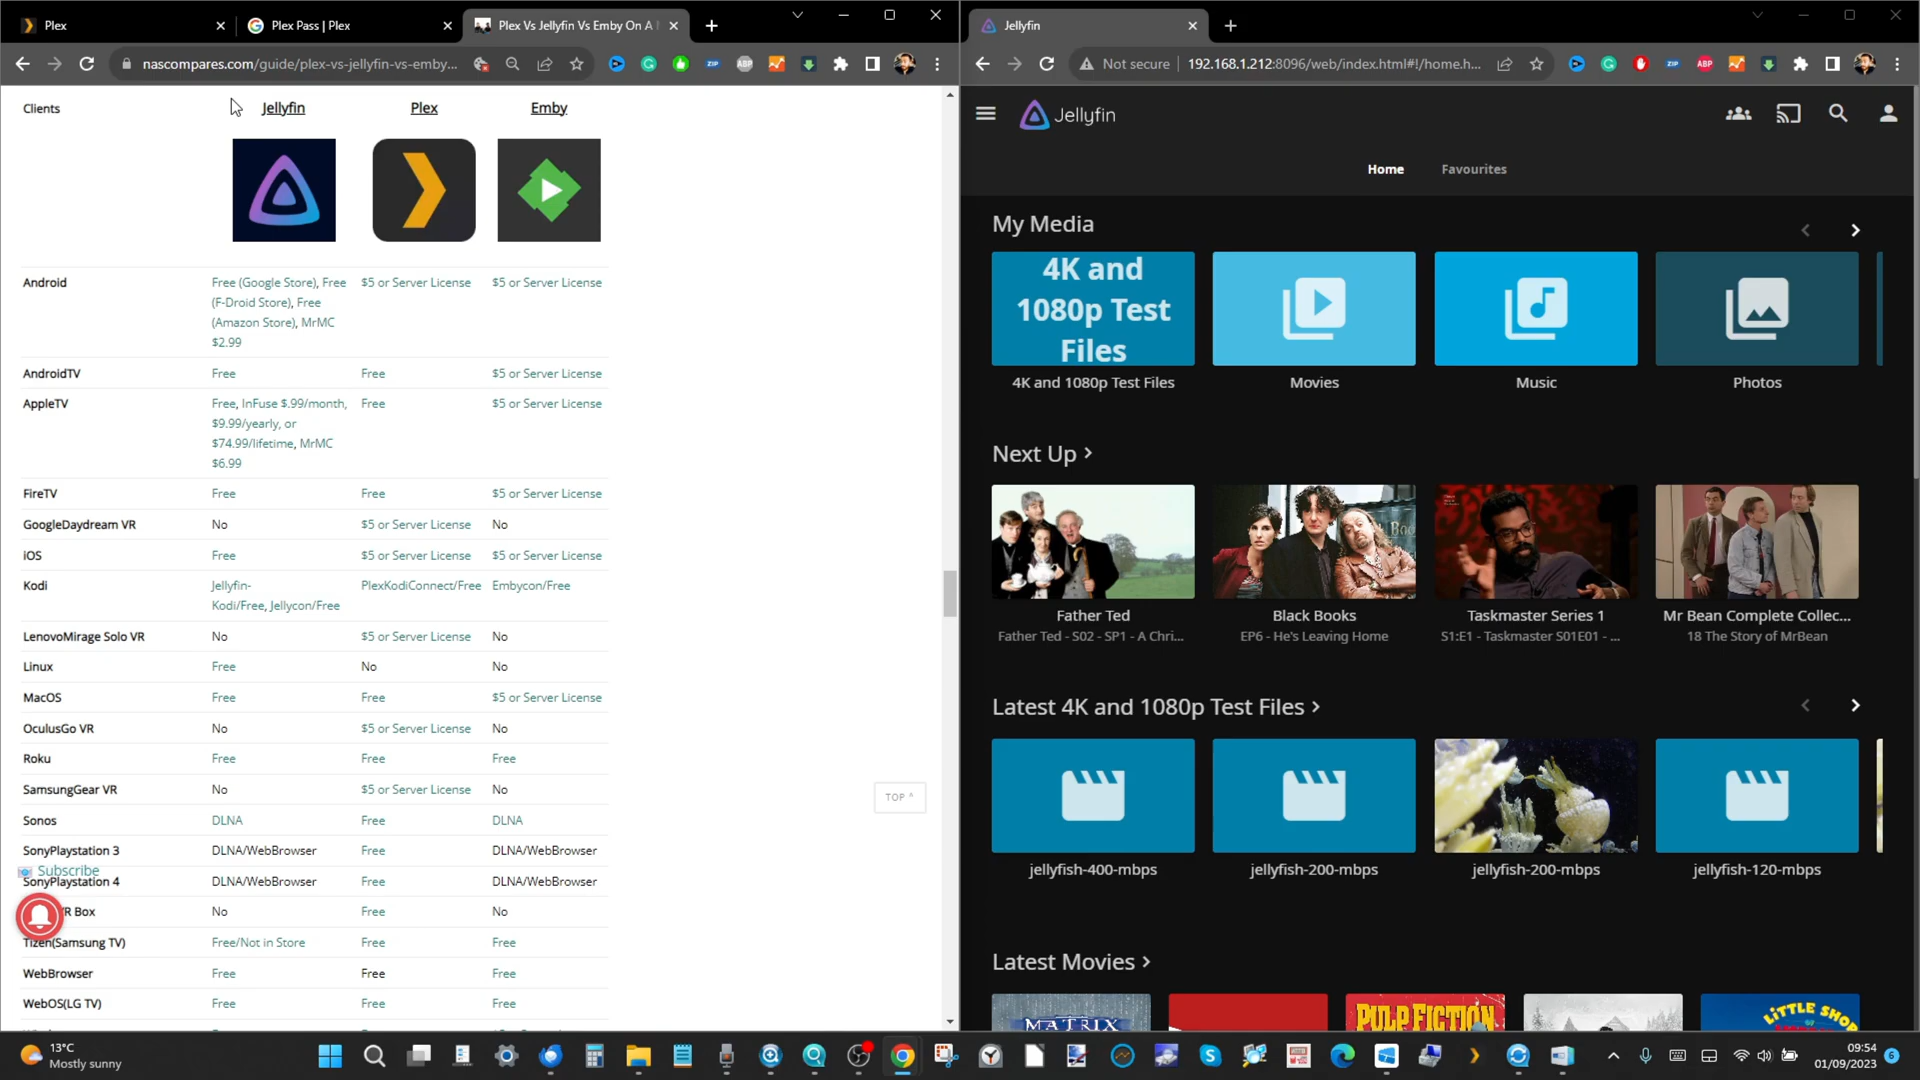 Plex
Plex Pass | Plex
Plex Vs Jellyfin Vs Emby On A
nascompares.com/guide/plex-vs-jellyfin-vs-emby...
Clients
Jellyfin
Plex
Emby
Android
Free (Google Store), Free
(F-Droid Store), Free
(Amazon Store), MrMC
$2.99
$5 or Server License
$5 or Server License
AndroidTV
Free
Free
$5 or Server License
AppleTV
Free, InFuse $.99/month,
$9.99/yearly, or
$74.99/lifetime, MrMC
$6.99
Free
$5 or Server License
FireTV
Free
Free
$5 or Server License
GoogleDaydream VR
No
$5 or Server License
No
iOS
Free
$5 or Server License
$5 or Server License
Kodi
Jellyfin-
Kodi/Free, Jellycon/Free
PlexKodiConnect/Free
Embycon/Free
LenovoMirage Solo VR
No
$5 or Server License
No
Linux
Free
No
No
MacOS
Free
Free
$5 or Server License
OculusGo VR
No
$5 or Server License
No
Roku
Free
Free
Free
SamsungGear VR
No
$5 or Server License
No
TOP ^
Sonos
DLNA
Free
DLNA
SonyPlaystation 3
DLNA/WebBrowser
Free
DLNA/WebBrowser
Subscribe
SonyPlaystation 4
DLNA/WebBrowser
Free
DLNA/WebBrowser
R Box
No
Free
No
Tizen(Samsung TV)
Free/Not in Store
Free
Free
WebBrowser
Free
Free
Free
WebOS(LG TV)
Free
Free
Free
Jellyfin
Not secure
192.168.1.212:8096/web/index.html#!/home.h...
ZIP
ABP
ZIP
ABP
Jellyfin
Home
Favourites
My Media
4K and
1080p Test
Files
4K and 1080p Test Files
Movies
Music
Photos
Next Up
Father Ted
Father Ted - S02 - SP1 - A Chri...
Black Books
EP6 - He's Leaving Home
Taskmaster Series 1
S1:E1 - Taskmaster S01E01 - ...
Mr Bean Complete Collec...
18 The Story of MrBean
Latest 4K and 1080p Test Files
jellyfish-400-mbps
jellyfish-200-mbps
jellyfish-200-mbps
jellyfish-120-mbps
Latest Movies
MATRIX
PULP FICTION
LITTLE SHOP
13°C
Mostly sunny
09:54
01/09/2023
6